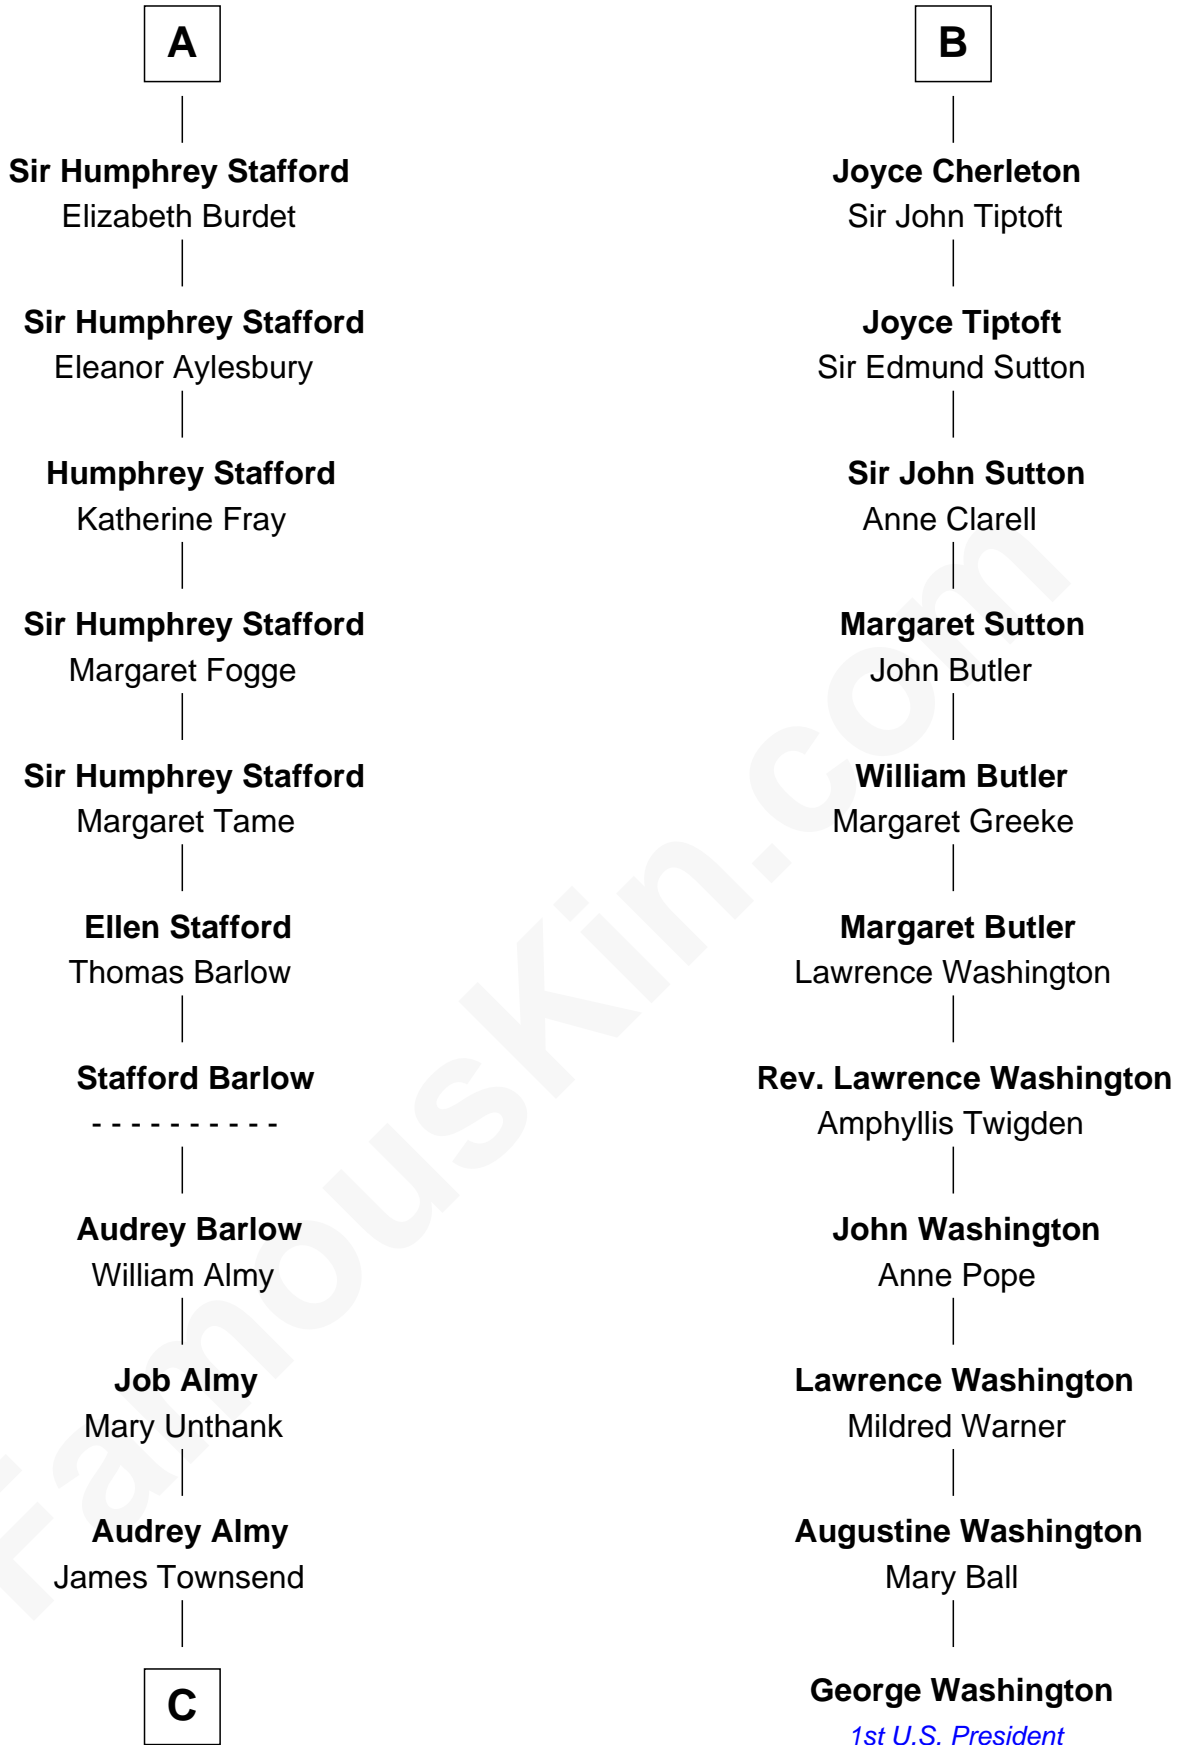 A
Sir Humphrey Stafford
Elizabeth Burdet
Sir Humphrey Stafford
Eleanor Aylesbury
Humphrey Stafford
Katherine Fray
Sir Humphrey Stafford
Margaret Fogge
Sir Humphrey Stafford
Margaret Tame
Ellen Stafford
Thomas Barlow
Stafford Barlow
- - - - - - - - - -
Audrey Barlow
William Almy
Job Almy
Mary Unthank
Audrey Almy
James Townsend
C
B
Joyce Cherleton
Sir John Tiptoft
Joyce Tiptoft
Sir Edmund Sutton
Sir John Sutton
Anne Clarell
Margaret Sutton
John Butler
William Butler
Margaret Greeke
Margaret Butler
Lawrence Washington
Rev. Lawrence Washington
Amphyllis Twigden
John Washington
Anne Pope
Lawrence Washington
Mildred Warner
Augustine Washington
Mary Ball
George Washington
1st U.S. President
FamousKin.com